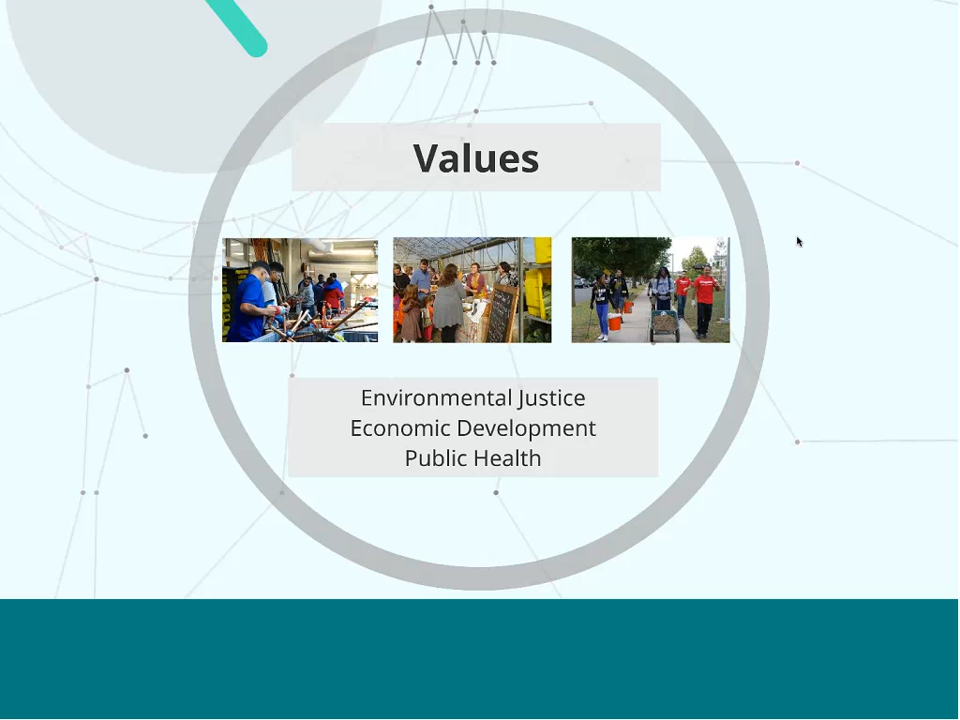 Values
Environmental Justice
Economic Development
Public Health